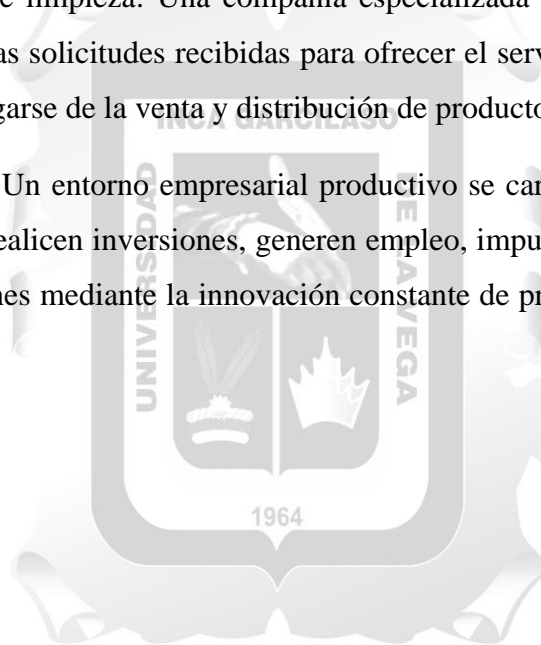 e limpieza. Una compañía especializada
as solicitudes recibidas para ofrecer el serv
garse de la venta y distribución de producto
INCA GARCILASO
Un entorno empresarial productivo se car
ealicen inversiones, generen empleo, impu
nes mediante la innovación constante de pr
UNIVERSIDAD
DE LA VEGA
1964